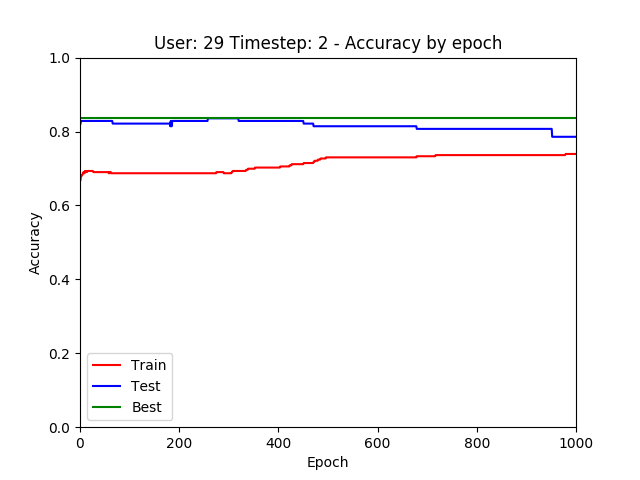 User: 29 Timestep: 2 - Accuracy by epoch
1.0
0.8
0.6
0.4
0.2
0.0
Accuracy
Train
Test
Best
0 200 400 600 800 1000
Epoch